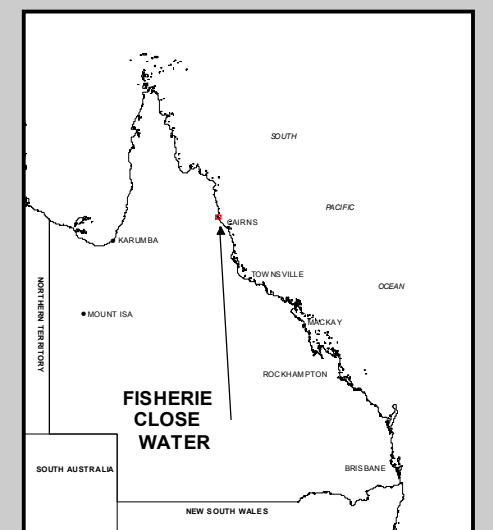 SOUTH
PACIFIC
CAIRNS
KARUMBA
TOWNSVILLE
OCEAN
NORTHERN TERRITORY
MOUNT ISA
MACKAY
ROCKHAMPTON
FISHERIE
CLOSE
WATER
SOUTH AUSTRALIA
BRISBANE
NEW SOUTH WALES